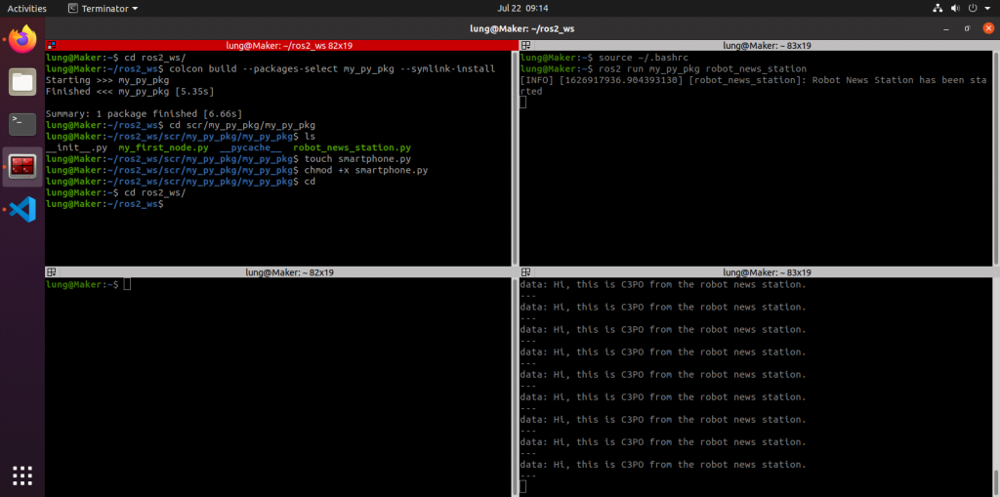 Activities
Terminator
Jul 22 09:14
lung@Maker: ~/ros2_ws
lung@Maker: ~/ros2_ws 82x19
lung@Maker:~$ cd ros2_ws/
lung@Maker:~/ros2_ws$ colcon build --packages-select my_py_pkg --symlink-install
Starting >>> my_py_pkg
Finished <<< my_py_pkg [5.35s]
Summary: 1 package finished [6.66s]
lung@Maker:~/ros2_ws$ cd scr/my_py_pkg/my_py_pkg
lung@Maker:~/ros2_ws/scr/my_py_pkg/my_py_pkg$ ls
__init__.py my_first_node.py __pycache__ robot_news_station.py
lung@Maker:~/ros2_ws/scr/my_py_pkg/my_py_pkg$ touch smartphone.py
lung@Maker:~/ros2_ws/scr/my_py_pkg/my_py_pkg$ chmod +x smartphone.py
lung@Maker:~/ros2_ws/scr/my_py_pkg/my_py_pkg$ cd
lung@Maker:~$ cd ros2_ws/
lung@Maker:~/ros2_ws$
lung@Maker: ~ 83x19
lung@Maker:~$ source ~/.bashrc
lung@Maker:~$ ros2 run my_py_pkg robot_news_station
[INFO] [1626917936.904393130] [robot_news_station]: Robot News Station has been sta
rted
lung@Maker: ~ 82x19
lung@Maker:~$
lung@Maker: ~ 83x19
data: Hi, this is C3PO from the robot news station.
---
data: Hi, this is C3PO from the robot news station.
---
data: Hi, this is C3PO from the robot news station.
---
data: Hi, this is C3PO from the robot news station.
---
data: Hi, this is C3PO from the robot news station.
---
data: Hi, this is C3PO from the robot news station.
---
data: Hi, this is C3PO from the robot news station.
---
data: Hi, this is C3PO from the robot news station.
---
data: Hi, this is C3PO from the robot news station.
---